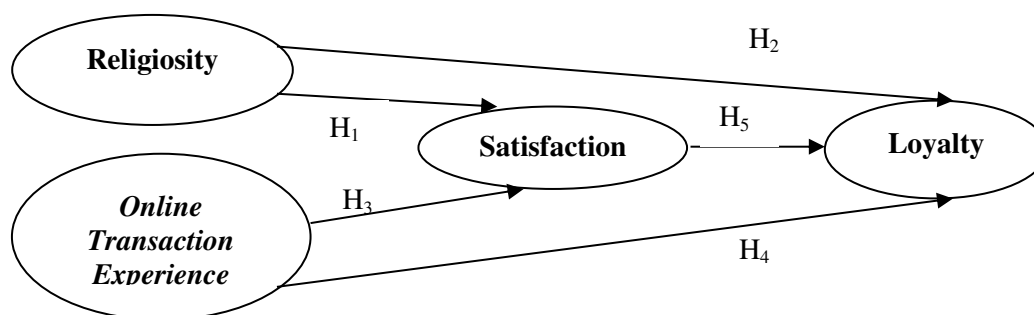 H₂
Religiosity
H₁
H₅
Satisfaction
Loyalty
Online
Transaction
Experience
H₃
H₄